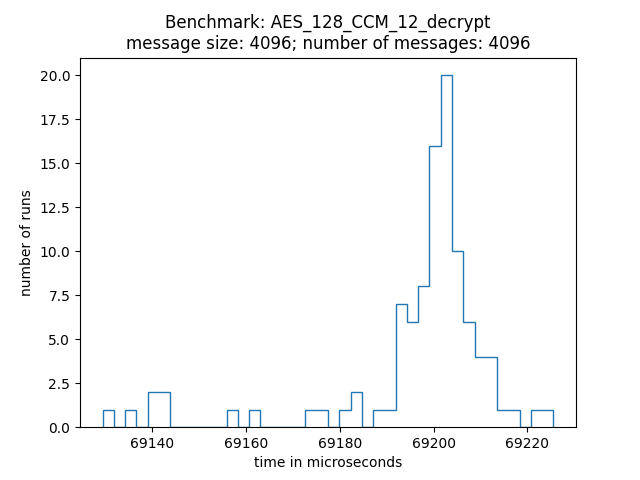 Benchmark: AES_128_CCM_12_decrypt
message size: 4096; number of messages: 4096
20.0
17.5
15.0
12.5
10.0
7.5
5.0
2.5
0.0
number of runs
69140 69160 69180 69200 69220
time in microseconds